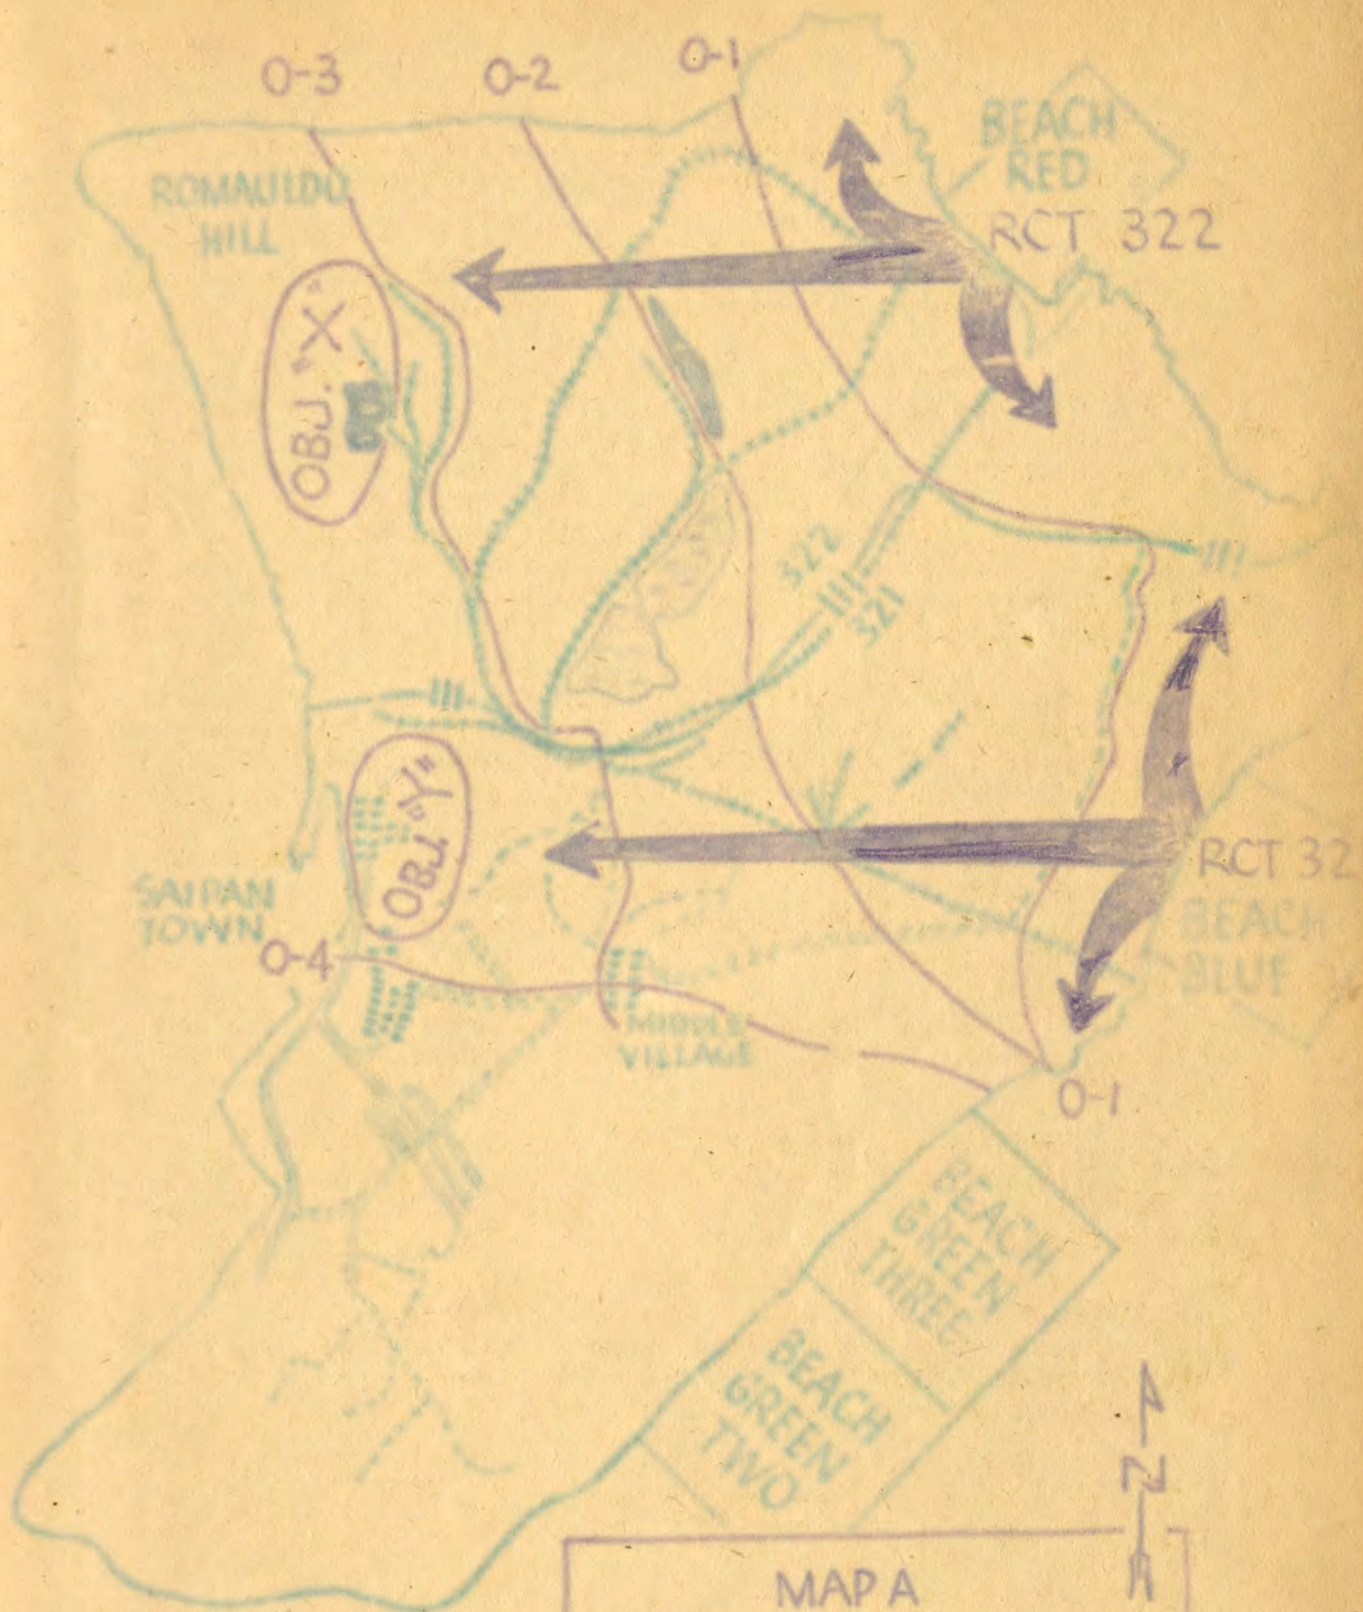 O-3
O-2
O-1
BEACH
RED
ROMAULDO
HILL
RCT 322
OBJ. "X"
322
321
OBJ. "Y"
RCT 32
BEACH
BLUE
SAIPAN
TOWN
O-4
MIDDLE
VILLAGE
O-1
BEACH
GREEN
THREE
BEACH
GREEN
TWO
N
MAP A